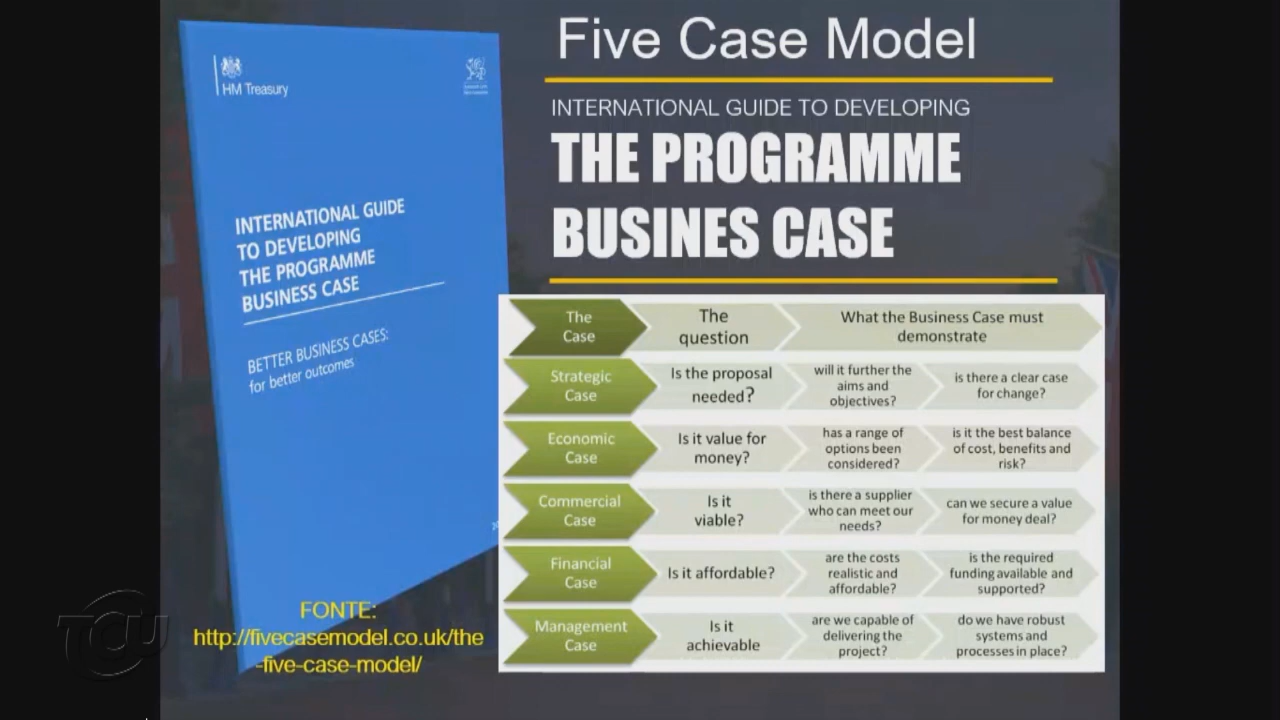 Five Case Model
INTERNATIONAL GUIDE TO DEVELOPING
THE PROGRAMME
BUSINES CASE
HM Treasury
INTERNATIONAL GUIDE
TO DEVELOPING
THE PROGRAMME
BUSINESS CASE
BETTER BUSINESS CASES:
for better outcomes
The
Case
The
question
What the Business Case must
demonstrate
Strategic
Case
Is the proposal
needed?
will it further the
aims and
objectives?
is there a clear case
for change?
Economic
Case
Is it value for
money?
has a range of
options been
considered?
is it the best balance
of cost, benefits and
risk?
Commercial
Case
Is it
viable?
is there a supplier
who can meet our
needs?
can we secure a value
for money deal?
Financial
Case
Is it affordable?
are the costs
realistic and
affordable?
is the required
funding available and
supported?
Management
Case
Is it
achievable
are we capable of
delivering the
project?
do we have robust
systems and
processes in place?
FONTE:
http://fivecasemodel.co.uk/the
-five-case-model/
TCU